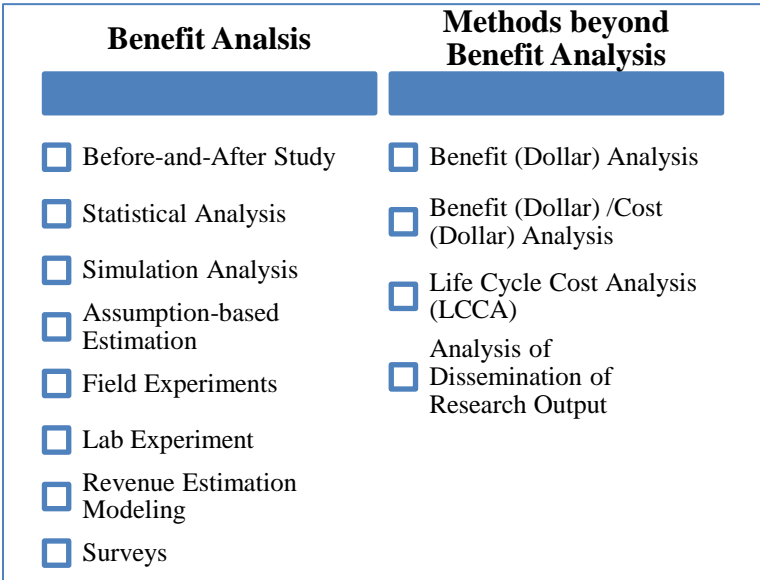 Benefit Analsis
Before-and-After Study
Statistical Analysis
Simulation Analysis
Assumption-based
Estimation
Field Experiments
Lab Experiment
Revenue Estimation
Modeling
Surveys
Methods beyond
Benefit Analysis
Benefit (Dollar) Analysis
Benefit (Dollar) /Cost
(Dollar) Analysis
Life Cycle Cost Analysis
(LCCA)
Analysis of
Dissemination of
Research Output